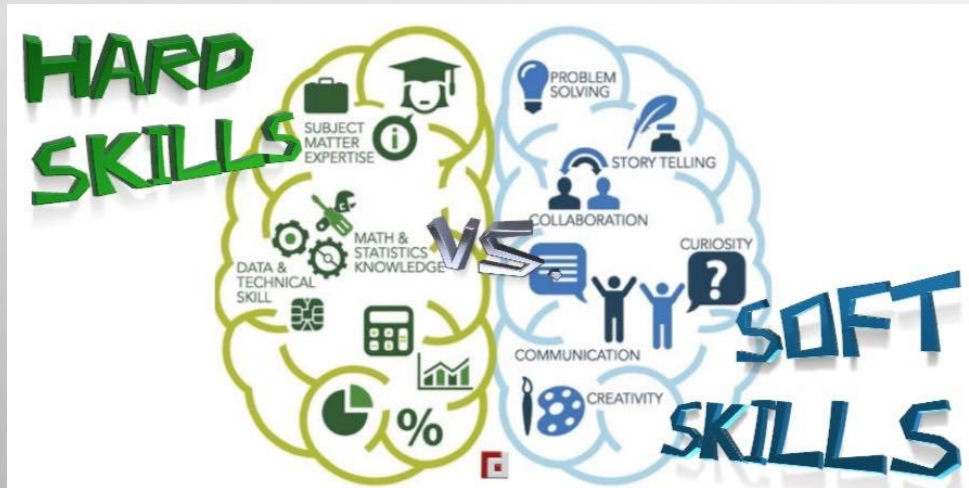 HARD
SKILLS
SUBJECT
MATTER
EXPERTISE
i
MATH &
STATISTICS
KNOWLEDGE
DATA &
TECHNICAL
SKILL
%
VS.
PROBLEM
SOLVING
STORY TELLING
COLLABORATION
CURIOSITY
?
COMMUNICATION
CREATIVITY
SOFT
SKILLS